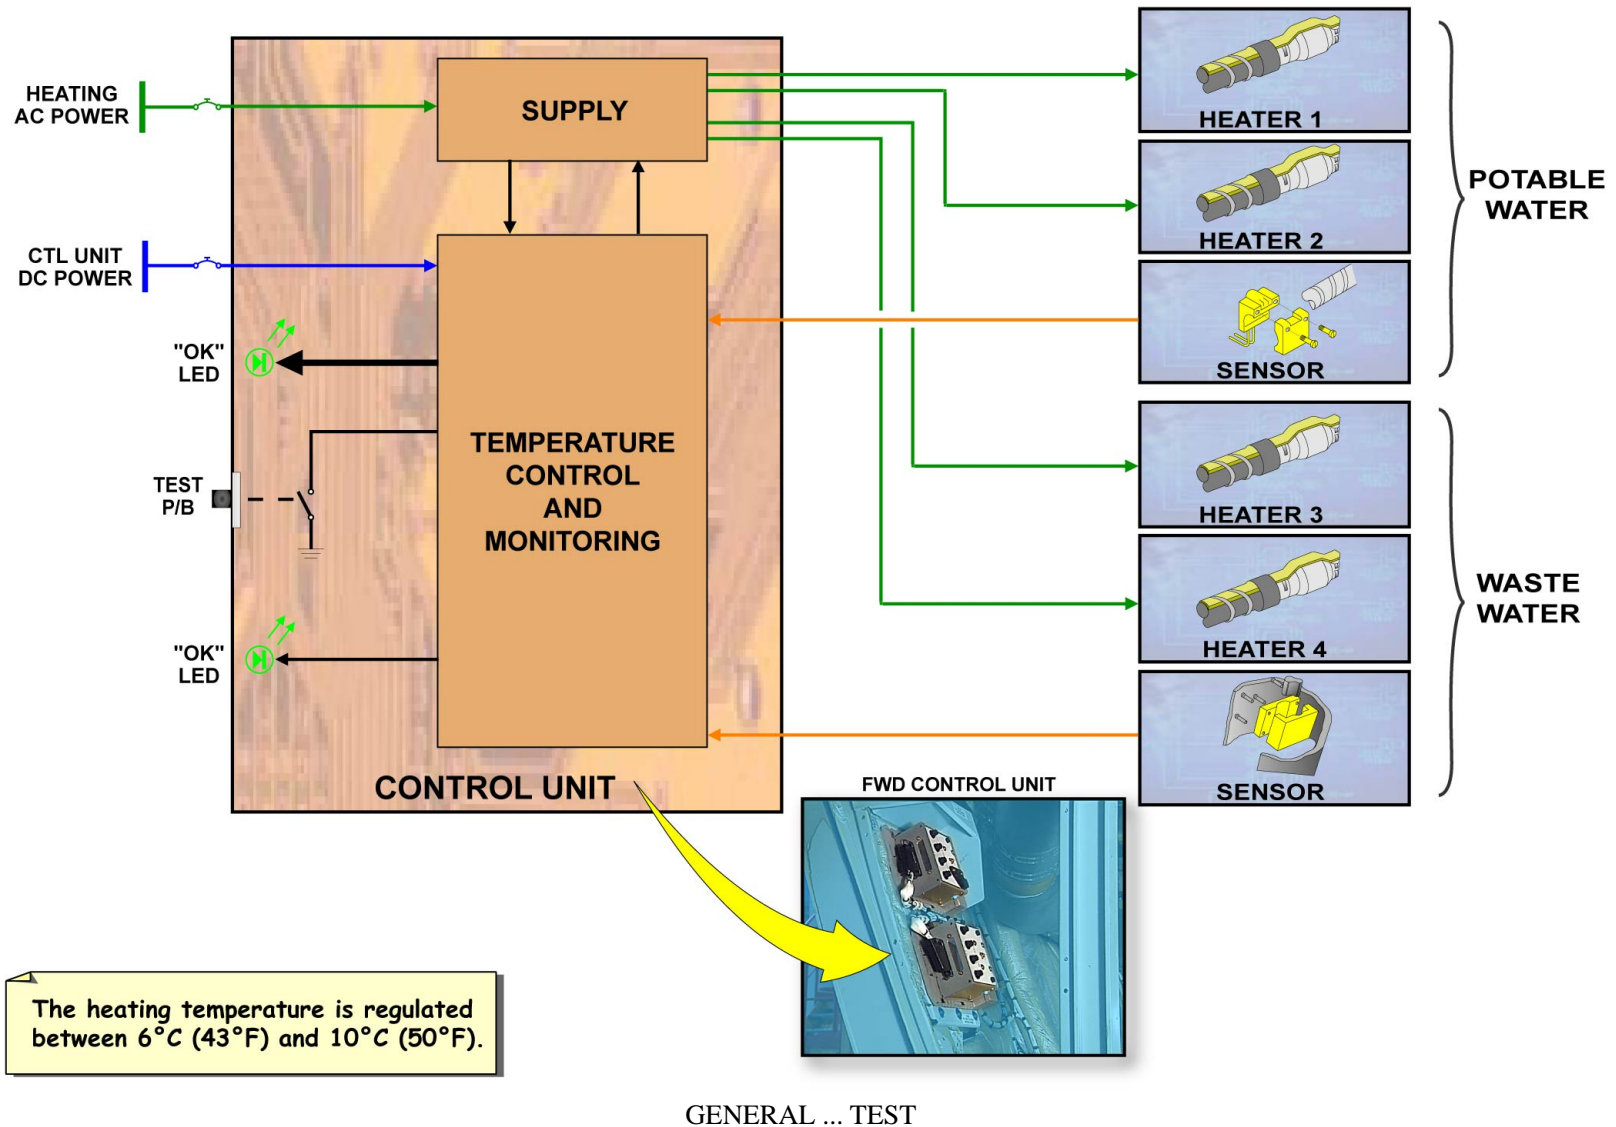 HEATING
AC POWER
SUPPLY
CTL UNIT
DC POWER
"OK"
LED
TEST
P/B
"OK"
LED
TEMPERATURE
CONTROL
AND
MONITORING
CONTROL UNIT
HEATER 1
HEATER 2
SENSOR
POTABLE
WATER
HEATER 3
HEATER 4
SENSOR
WASTE
WATER
FWD CONTROL UNIT
The heating temperature is regulated
between 6°C (43°F) and 10°C (50°F).
GENERAL ... TEST